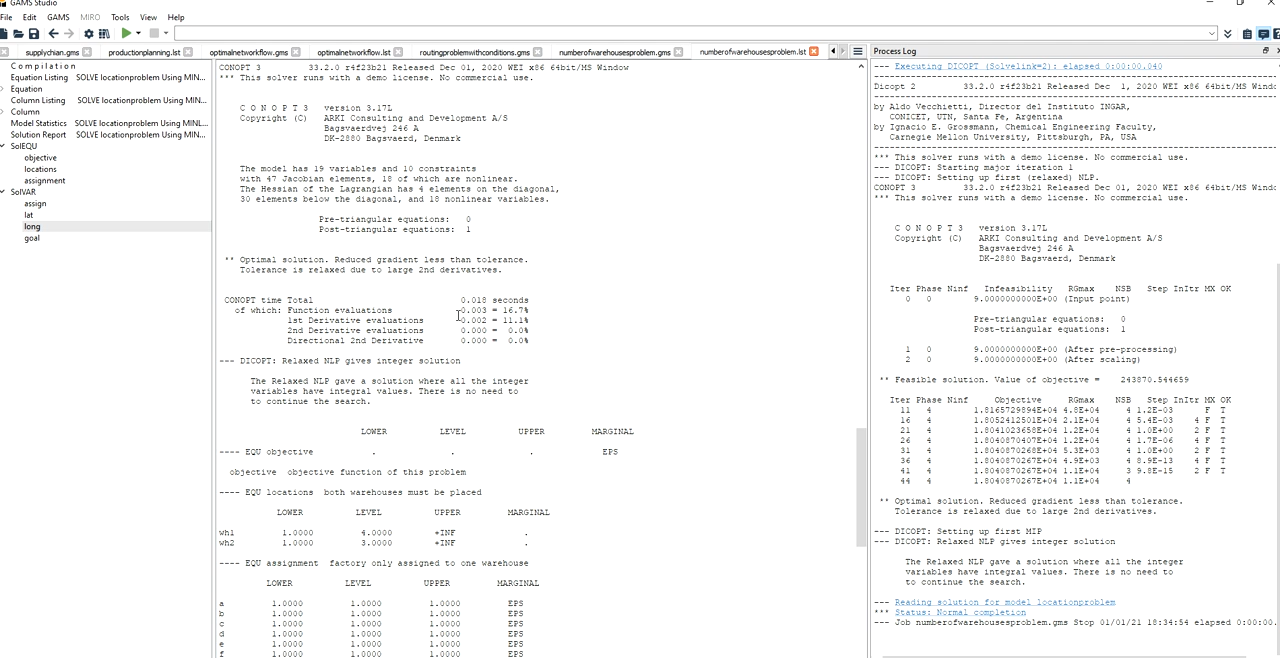 GAMS Studio
File Edit GAMS MIRO Tools View Help
supplychian.gms productionplanning.lst optimalnetworkflow.gms optimalnetworkflow.lst routingproblemwithconditions.gms numberofwarehousesproblem.gms numberofwarehousesproblem.lst
Compilation
Equation Listing SOLVE locationproblem Using MIN...
Equation
Column Listing SOLVE locationproblem Using MIN...
Column
Model Statistics SOLVE locationproblem Using MINL...
Solution Report SOLVE locationproblem Using MIN...
SolEQU
objective
locations
assignment
SolVAR
assign
lat
long
goal
CONOPT 3 33.2.0 r4f23b21 Released Dec 01, 2020 WEI x86 64bit/MS Window
*** This solver runs with a demo license. No commercial use.
C O N O P T 3 version 3.17L
Copyright (C) ARKI Consulting and Development A/S
Bagsvaerdvej 246 A
DK-2880 Bagsvaerd, Denmark
The model has 19 variables and 10 constraints
with 47 Jacobian elements, 18 of which are nonlinear.
The Hessian of the Lagrangian has 4 elements on the diagonal,
30 elements below the diagonal, and 18 nonlinear variables.
Pre-triangular equations: 0
Post-triangular equations: 1
** Optimal solution. Reduced gradient less than tolerance.
Tolerance is relaxed due to large 2nd derivatives.
CONOPT time Total 0.018 seconds
of which: Function evaluations 0.003 = 16.7%
1st Derivative evaluations 0.002 = 11.1%
2nd Derivative evaluations 0.000 = 0.0%
Directional 2nd Derivative 0.000 = 0.0%
--- DICOPT: Relaxed NLP gives integer solution
The Relaxed NLP gave a solution where all the integer
variables have integral values. There is no need to
to continue the search.
LOWER LEVEL UPPER MARGINAL
---- EQU objective . . . EPS
objective objective function of this problem
---- EQU locations both warehouses must be placed
LOWER LEVEL UPPER MARGINAL
wh1 1.0000 4.0000 +INF .
wh2 1.0000 3.0000 +INF .
---- EQU assignment factory only assigned to one warehouse
LOWER LEVEL UPPER MARGINAL
a 1.0000 1.0000 1.0000 EPS
b 1.0000 1.0000 1.0000 EPS
c 1.0000 1.0000 1.0000 EPS
d 1.0000 1.0000 1.0000 EPS
e 1.0000 1.0000 1.0000 EPS
f 1.0000 1.0000 1.0000 EPS
Process Log
--- Executing DICOPT (Solvelink=2): elapsed 0:00:00.040
Dicopt 2 33.2.0 r4f23b21 Released Dec 1, 2020 WEI x86 64bit/MS Windo
by Aldo Vecchietti, Director del Instituto INGAR,
CONICET, UTN, Santa Fe, Argentina
by Ignacio E. Grossmann, Chemical Engineering Faculty,
Carnegie Mellon University, Pittsburgh, PA, USA
*** This solver runs with a demo license. No commercial use.
--- DICOPT: Starting major iteration 1
--- DICOPT: Setting up first (relaxed) NLP.
CONOPT 3 33.2.0 r4f23b21 Released Dec 01, 2020 WEI x86 64bit/MS Windo
*** This solver runs with a demo license. No commercial use.
C O N O P T 3 version 3.17L
Copyright (C) ARKI Consulting and Development A/S
Bagsvaerdvej 246 A
DK-2880 Bagsvaerd, Denmark
Iter Phase Ninf Infeasibility RGmax NSB Step InItr MX OK
0 0 9.0000000000E+00 (Input point)
Pre-triangular equations: 0
Post-triangular equations: 1
1 0 9.0000000000E+00 (After pre-processing)
2 0 9.0000000000E+00 (After scaling)
** Feasible solution. Value of objective = 243870.544659
Iter Phase Ninf Objective RGmax NSB Step InItr MX OK
11 4 1.8165729894E+04 4.8E+04 4 1.2E-03 F T
16 4 1.8052412501E+04 2.1E+04 4 5.4E-03 4 F T
21 4 1.8041023658E+04 1.2E+04 4 1.0E+00 2 F T
26 4 1.8040870407E+04 1.2E+04 4 1.7E-06 4 F T
31 4 1.8040870268E+04 5.3E+03 4 1.0E+00 2 F T
36 4 1.8040870267E+04 4.9E+03 4 8.9E-13 4 F T
41 4 1.8040870267E+04 1.1E+04 3 9.8E-15 2 F T
44 4 1.8040870267E+04 1.1E+04 4
** Optimal solution. Reduced gradient less than tolerance.
Tolerance is relaxed due to large 2nd derivatives.
--- DICOPT: Setting up first MIP
--- DICOPT: Relaxed NLP gives integer solution
The Relaxed NLP gave a solution where all the integer
variables have integral values. There is no need to
to continue the search.
--- Reading solution for model locationproblem
*** Status: Normal completion
--- Job numberofwarehousesproblem.gms Stop 01/01/21 18:34:54 elapsed 0:00:00.